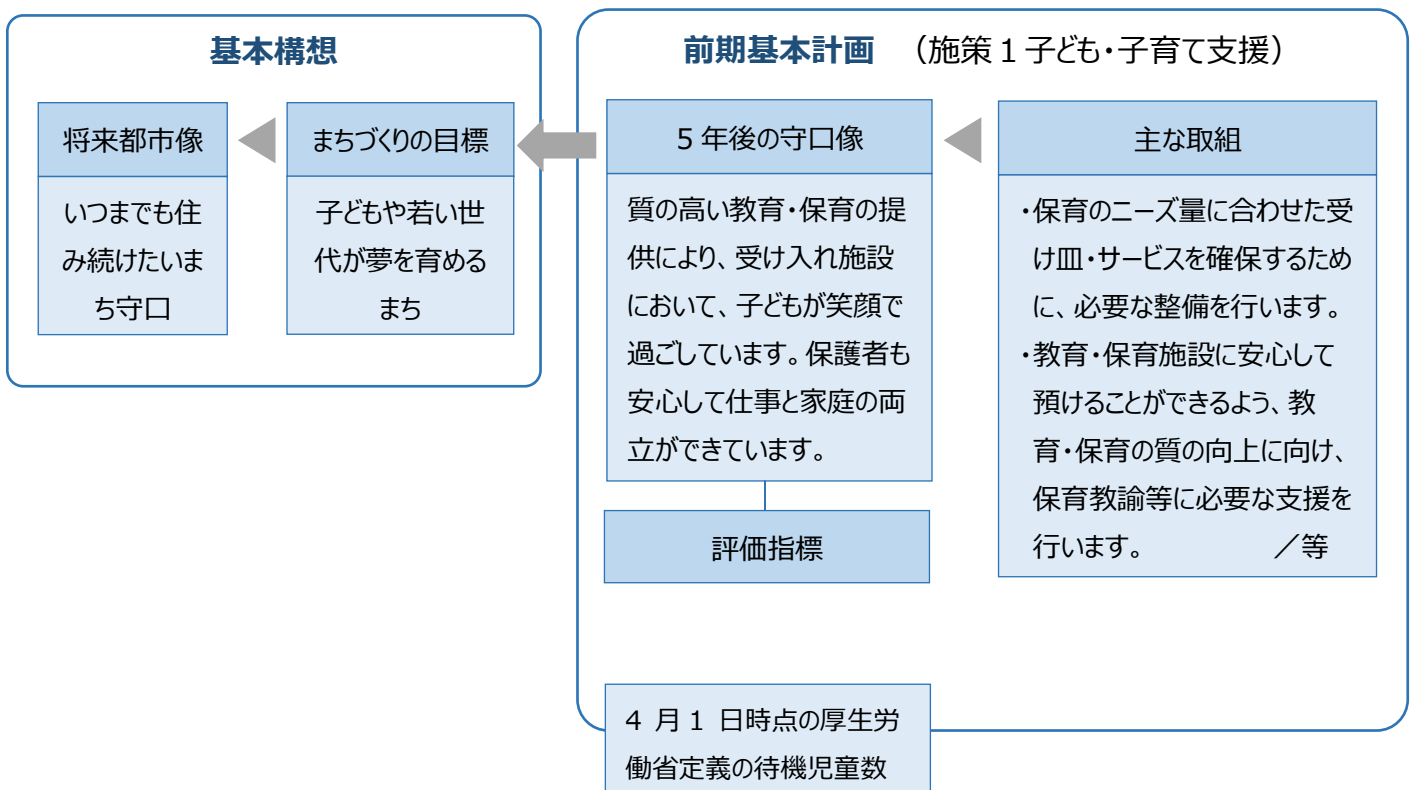 基本構想
将来都市像
いつまでも住
み続けたいま
ち守口
まちづくりの目標
子どもや若い世
代が夢を育める
まち
前期基本計画 （施策1子ども・子育て支援）
5年後の守口像
質の高い教育・保育の提
供により、受け入れ施設
において、子どもが笑顔で
過ごしています。保護者も
安心して仕事と家庭の両
立ができています。
評価指標
4 月1 日時点の厚生労
働省定義の待機児童数
主な取組
・保育のニーズ量に合わせた受
け皿・サービスを確保するため
に、必要な整備を行います。
・教育・保育施設に安心して
預けることができるよう、教
育・保育の質の向上に向け、
保育教諭等に必要な支援を
行います。 ／等